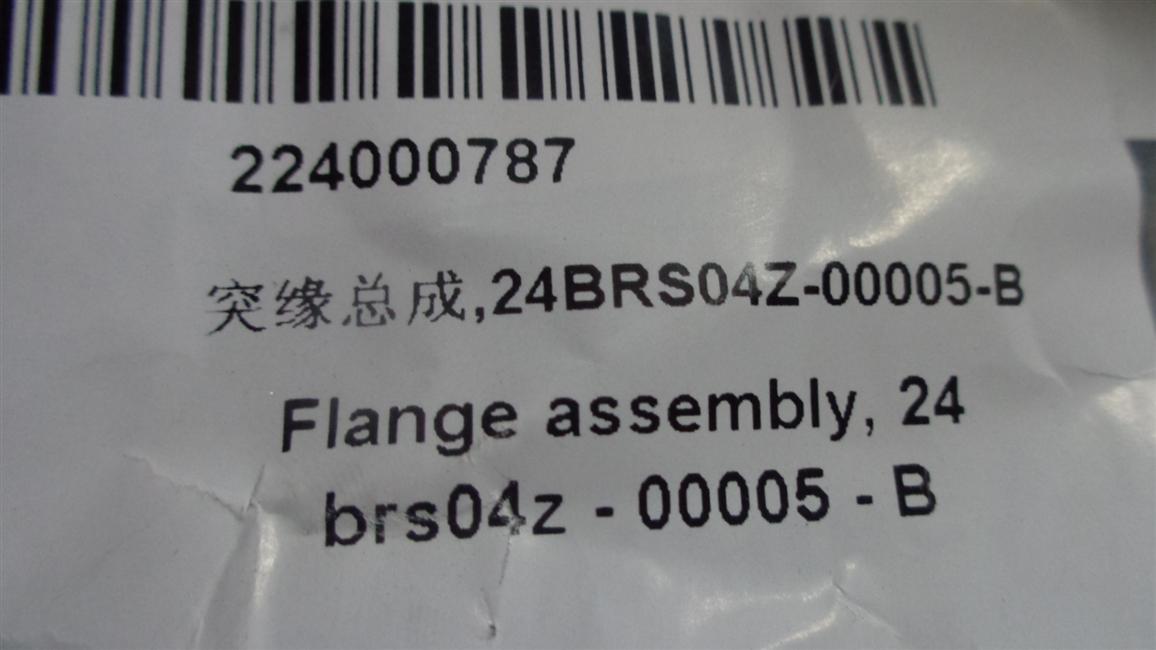 224000787
突缘总成,24BRS04Z-00005-B
Flange assembly, 24
brs04z - 00005 - B